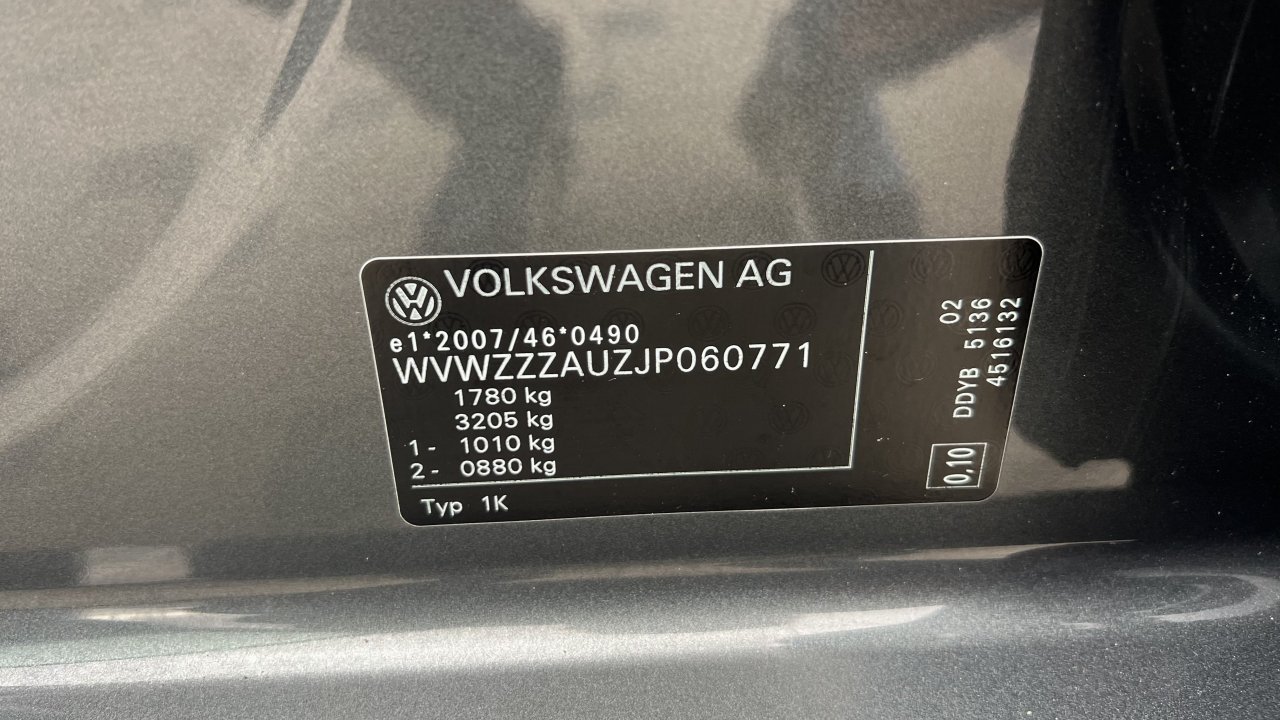 VOLKSWAGEN AG
e1*2007/46*0490
WVWZZZAUZJP060771
1780 kg
3205 kg
1 - 1010 kg
2 - 0880 kg
Typ 1K
02
DDYB 5136
4516132
0,10